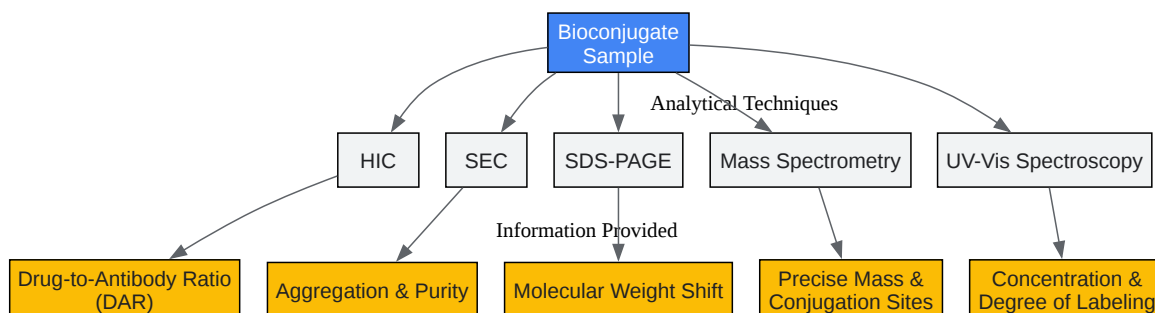 Bioconjugate
Sample
Analytical Techniques
HIC
SEC
SDS-PAGE
Mass Spectrometry
UV-Vis Spectroscopy
Information Provided
Drug-to-Antibody Ratio
(DAR)
Aggregation & Purity
Molecular Weight Shift
Precise Mass &
Conjugation Sites
Concentration &
Degree of Labeling